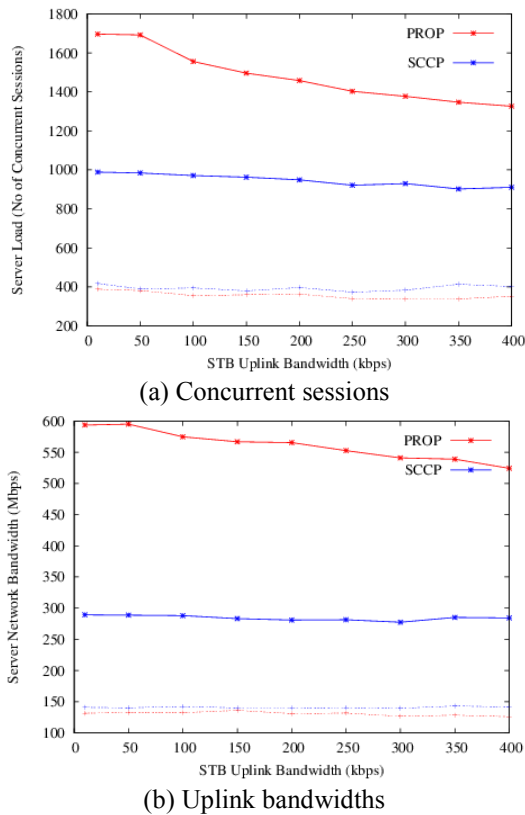 1800
1600
1400
1200
1000
800
600
400
200
Server Load (No of Concurrent Sessions)
PROP
SCCP
0 50 100 150 200 250 300 350 400
STB Uplink Bandwidth (kbps)
(a) Concurrent sessions
600
550
500
450
400
350
300
250
200
150
100
Server Network Bandwidth (Mbps)
PROP
SCCP
0 50 100 150 200 250 300 350 400
STB Uplink Bandwidth (kbps)
(b) Uplink bandwidths